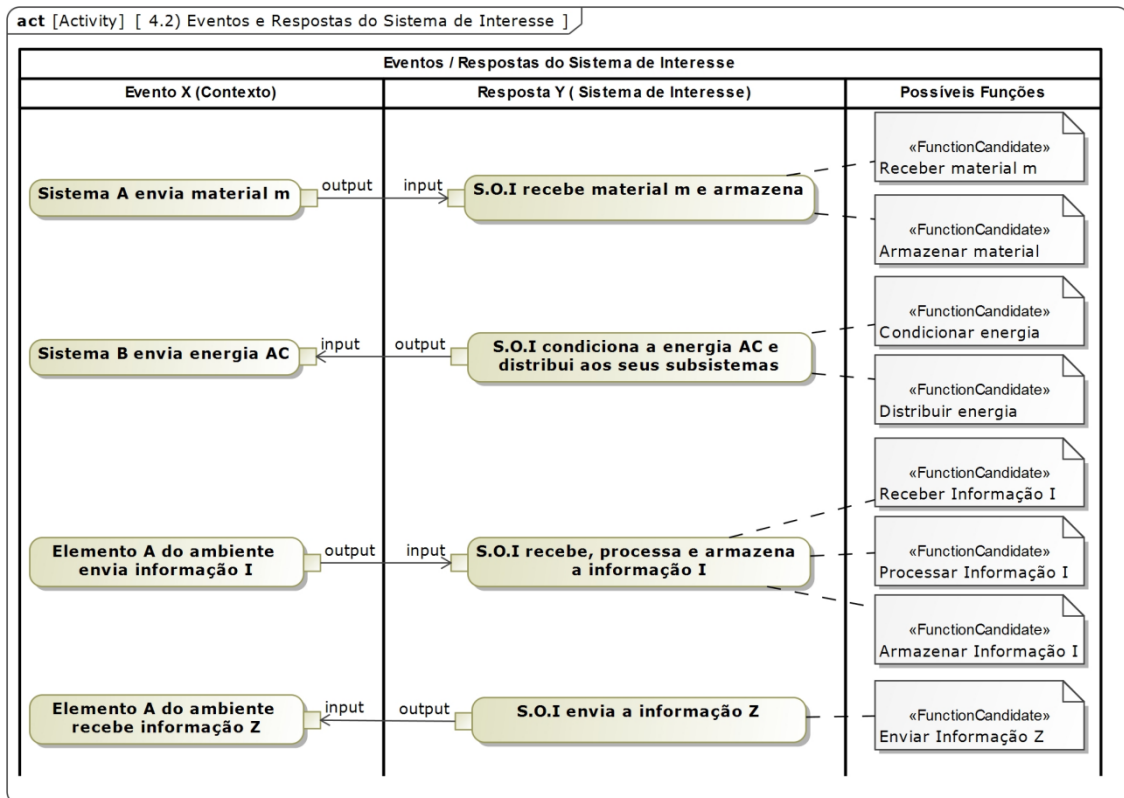 act [Activity] [ 4.2) Eventos e Respostas do Sistema de Interesse ]
Eventos / Respostas do Sistema de Interesse
Evento X (Contexto)
Resposta Y ( Sistema de Interesse)
Possíveis Funções
Sistema A envia material m
output
input
S.O.I recebe material m e armazena
«FunctionCandidate»
Receber material m
«FunctionCandidate»
Armazenar material
Sistema B envia energia AC
input
output
S.O.I condiciona a energia AC e
distribui aos seus subsistemas
«FunctionCandidate»
Condicionar energia
«FunctionCandidate»
Distribuir energia
Elemento A do ambiente
envia informação I
output
input
S.O.I recebe, processa e armazena
a informação I
«FunctionCandidate»
Receber Informação I
«FunctionCandidate»
Processar Informação I
«FunctionCandidate»
Armazenar Informação I
Elemento A do ambiente
recebe informação Z
input
output
S.O.I envia a informação Z
«FunctionCandidate»
Enviar Informação Z